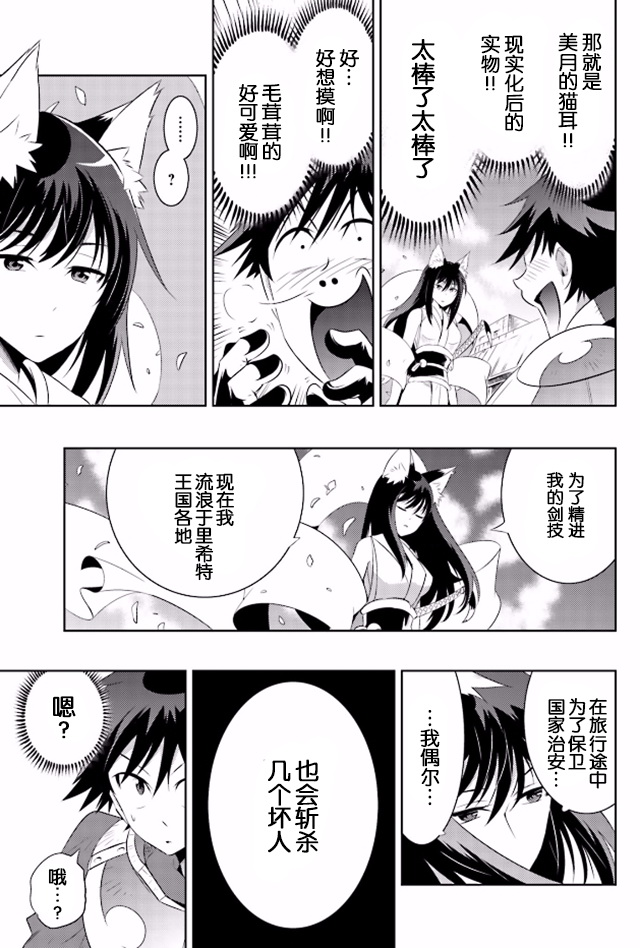 那就是
美月的猫耳!!
现实化后的
实物!!
太棒了太棒了
好…
好想摸啊!!
毛茸茸的
好可爱啊!!!
……
?
为了精进
我的剑技
现在我
流浪于里希特
王国各地
在旅行途中
为了保卫
国家治安…
…我偶尔…
也会斩杀
几个坏人
嗯?
哦…?